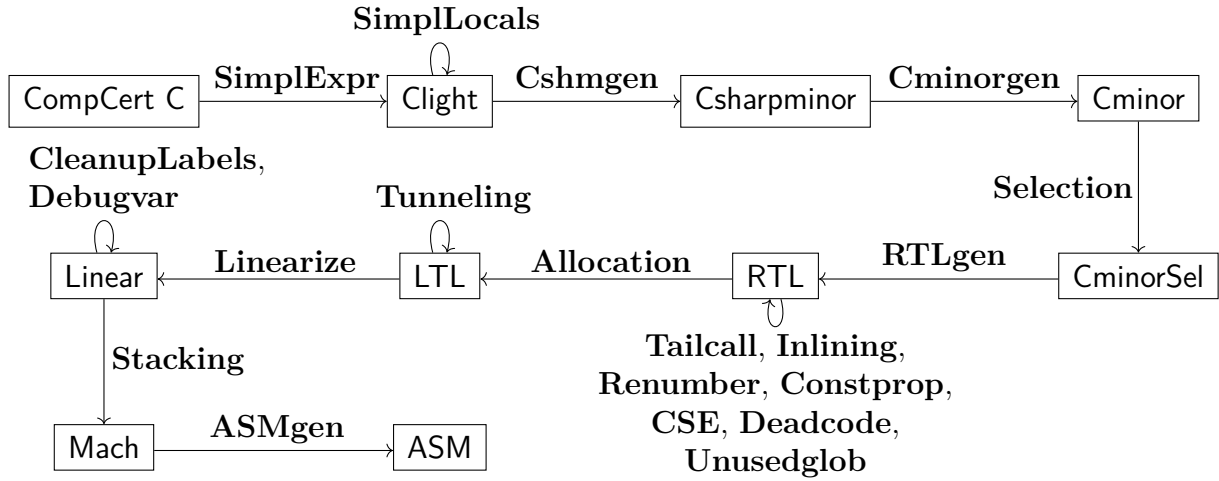 SimplLocals
CompCert C SimplExpr Clight Cshmgen Csharpminor Cminorgen Cminor
CleanupLabels,
Debugvar
Tunneling
Selection
Linear Linearize LTL Allocation RTL RTLgen CminorSel
Stacking
Tailcall, Inlining,
Renumber, Constprop,
CSE, Deadcode,
Unusedglob
Mach ASMgen ASM